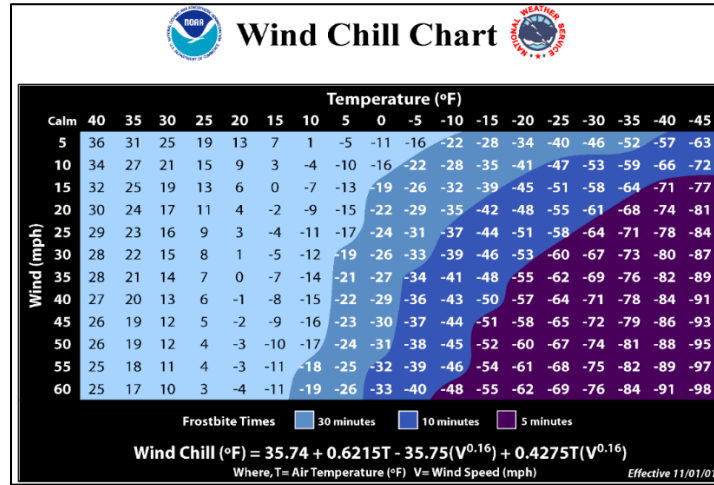 NOAA
Wind Chill Chart
NATIONAL WEATHER SERVICE
Temperature (ºF)
Calm 40 35 30 25 20 15 10 5 0 -5 -10 -15 -20 -25 -30 -35 -40 -45
5 36 31 25 19 13 7 1 -5 -11 -16 -22 -28 -34 -40 -46 -52 -57 -63
10 34 27 21 15 9 3 -4 -10 -16 -22 -28 -35 -41 -47 -53 -59 -66 -72
15 32 25 19 13 6 0 -7 -13 -19 -26 -32 -39 -45 -51 -58 -64 -71 -77
20 30 24 17 11 4 -2 -9 -15 -22 -29 -35 -42 -48 -55 -61 -68 -74 -81
25 29 23 16 9 3 -4 -11 -17 -24 -31 -37 -44 -51 -58 -64 -71 -78 -84
30 28 22 15 8 1 -5 -12 -19 -26 -33 -39 -46 -53 -60 -67 -73 -80 -87
35 28 21 14 7 0 -7 -14 -21 -27 -34 -41 -48 -55 -62 -69 -76 -82 -89
40 27 20 13 6 -1 -8 -15 -22 -29 -36 -43 -50 -57 -64 -71 -78 -84 -91
45 26 19 12 5 -2 -9 -16 -23 -30 -37 -44 -51 -58 -65 -72 -79 -86 -93
50 26 19 12 4 -3 -10 -17 -24 -31 -38 -45 -52 -60 -67 -74 -81 -88 -95
55 25 18 11 4 -3 -11 -18 -25 -32 -39 -46 -54 -61 -68 -75 -82 -89 -97
60 25 17 10 3 -4 -11 -19 -26 -33 -40 -48 -55 -62 -69 -76 -84 -91 -98
Wind (mph)
Frostbite Times 30 minutes 10 minutes 5 minutes
Wind Chill (ºF) = 35.74 + 0.6215T - 35.75(V0.16) + 0.4275T(V0.16)
Where, T= Air Temperature (ºF) V= Wind Speed (mph)
Effective 11/01/01